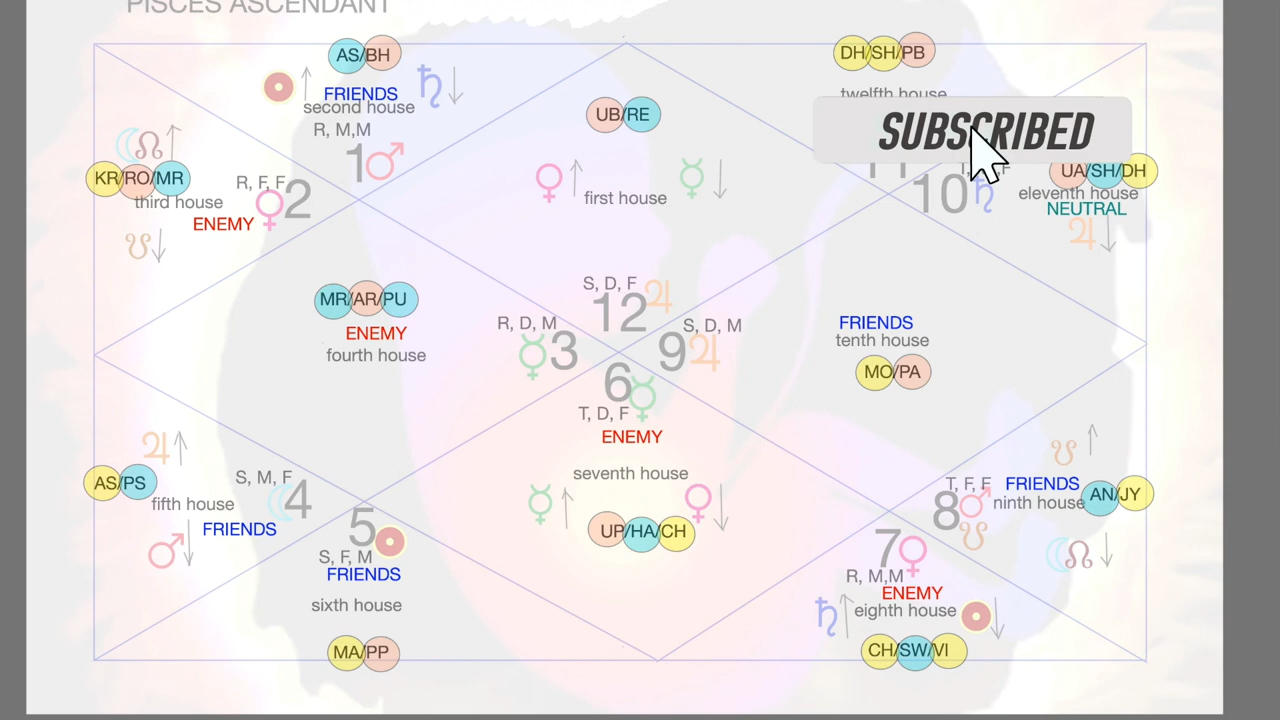 PISCES ASCENDANT
AS/BH
FRIENDS
second house
R, M,M
1
DH/SH/PB
twelfth house
SUBSCRIBED
UB/RE
first house
KR/RO/MR
third house
R, F, F
2
ENEMY
11
10
UA/SH/DH
eleventh house
NEUTRAL
MR/AR/PU
ENEMY
fourth house
S, D, F
12
R, D, M
3
S, D, M
9
6
T, D, F
ENEMY
seventh house
UP/HA/CH
FRIENDS
tenth house
MO/PA
AS/PS
fifth house
S, M, F
4
FRIENDS
5
S, F, M
FRIENDS
sixth house
MA/PP
T, F, F
8
FRIENDS
ninth house
AN/JY
7
R, M,M
ENEMY
eighth house
CH/SW/VI